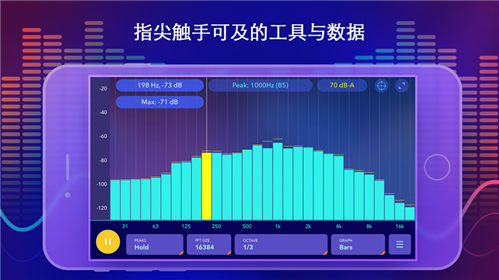 指尖触手可及的工具与数据
198 Hz, -73 dB
Peak: 1000Hz (B5)
70 dB-A
Max: -71 dB
-20
-40
-60
-80
-100
-120
31 63 125 250 500 1k 2k 4k 8k 16k
PEAKS
Hold
FFT SIZE
16384
OCTAVE
1/3
GRAPH
Bars